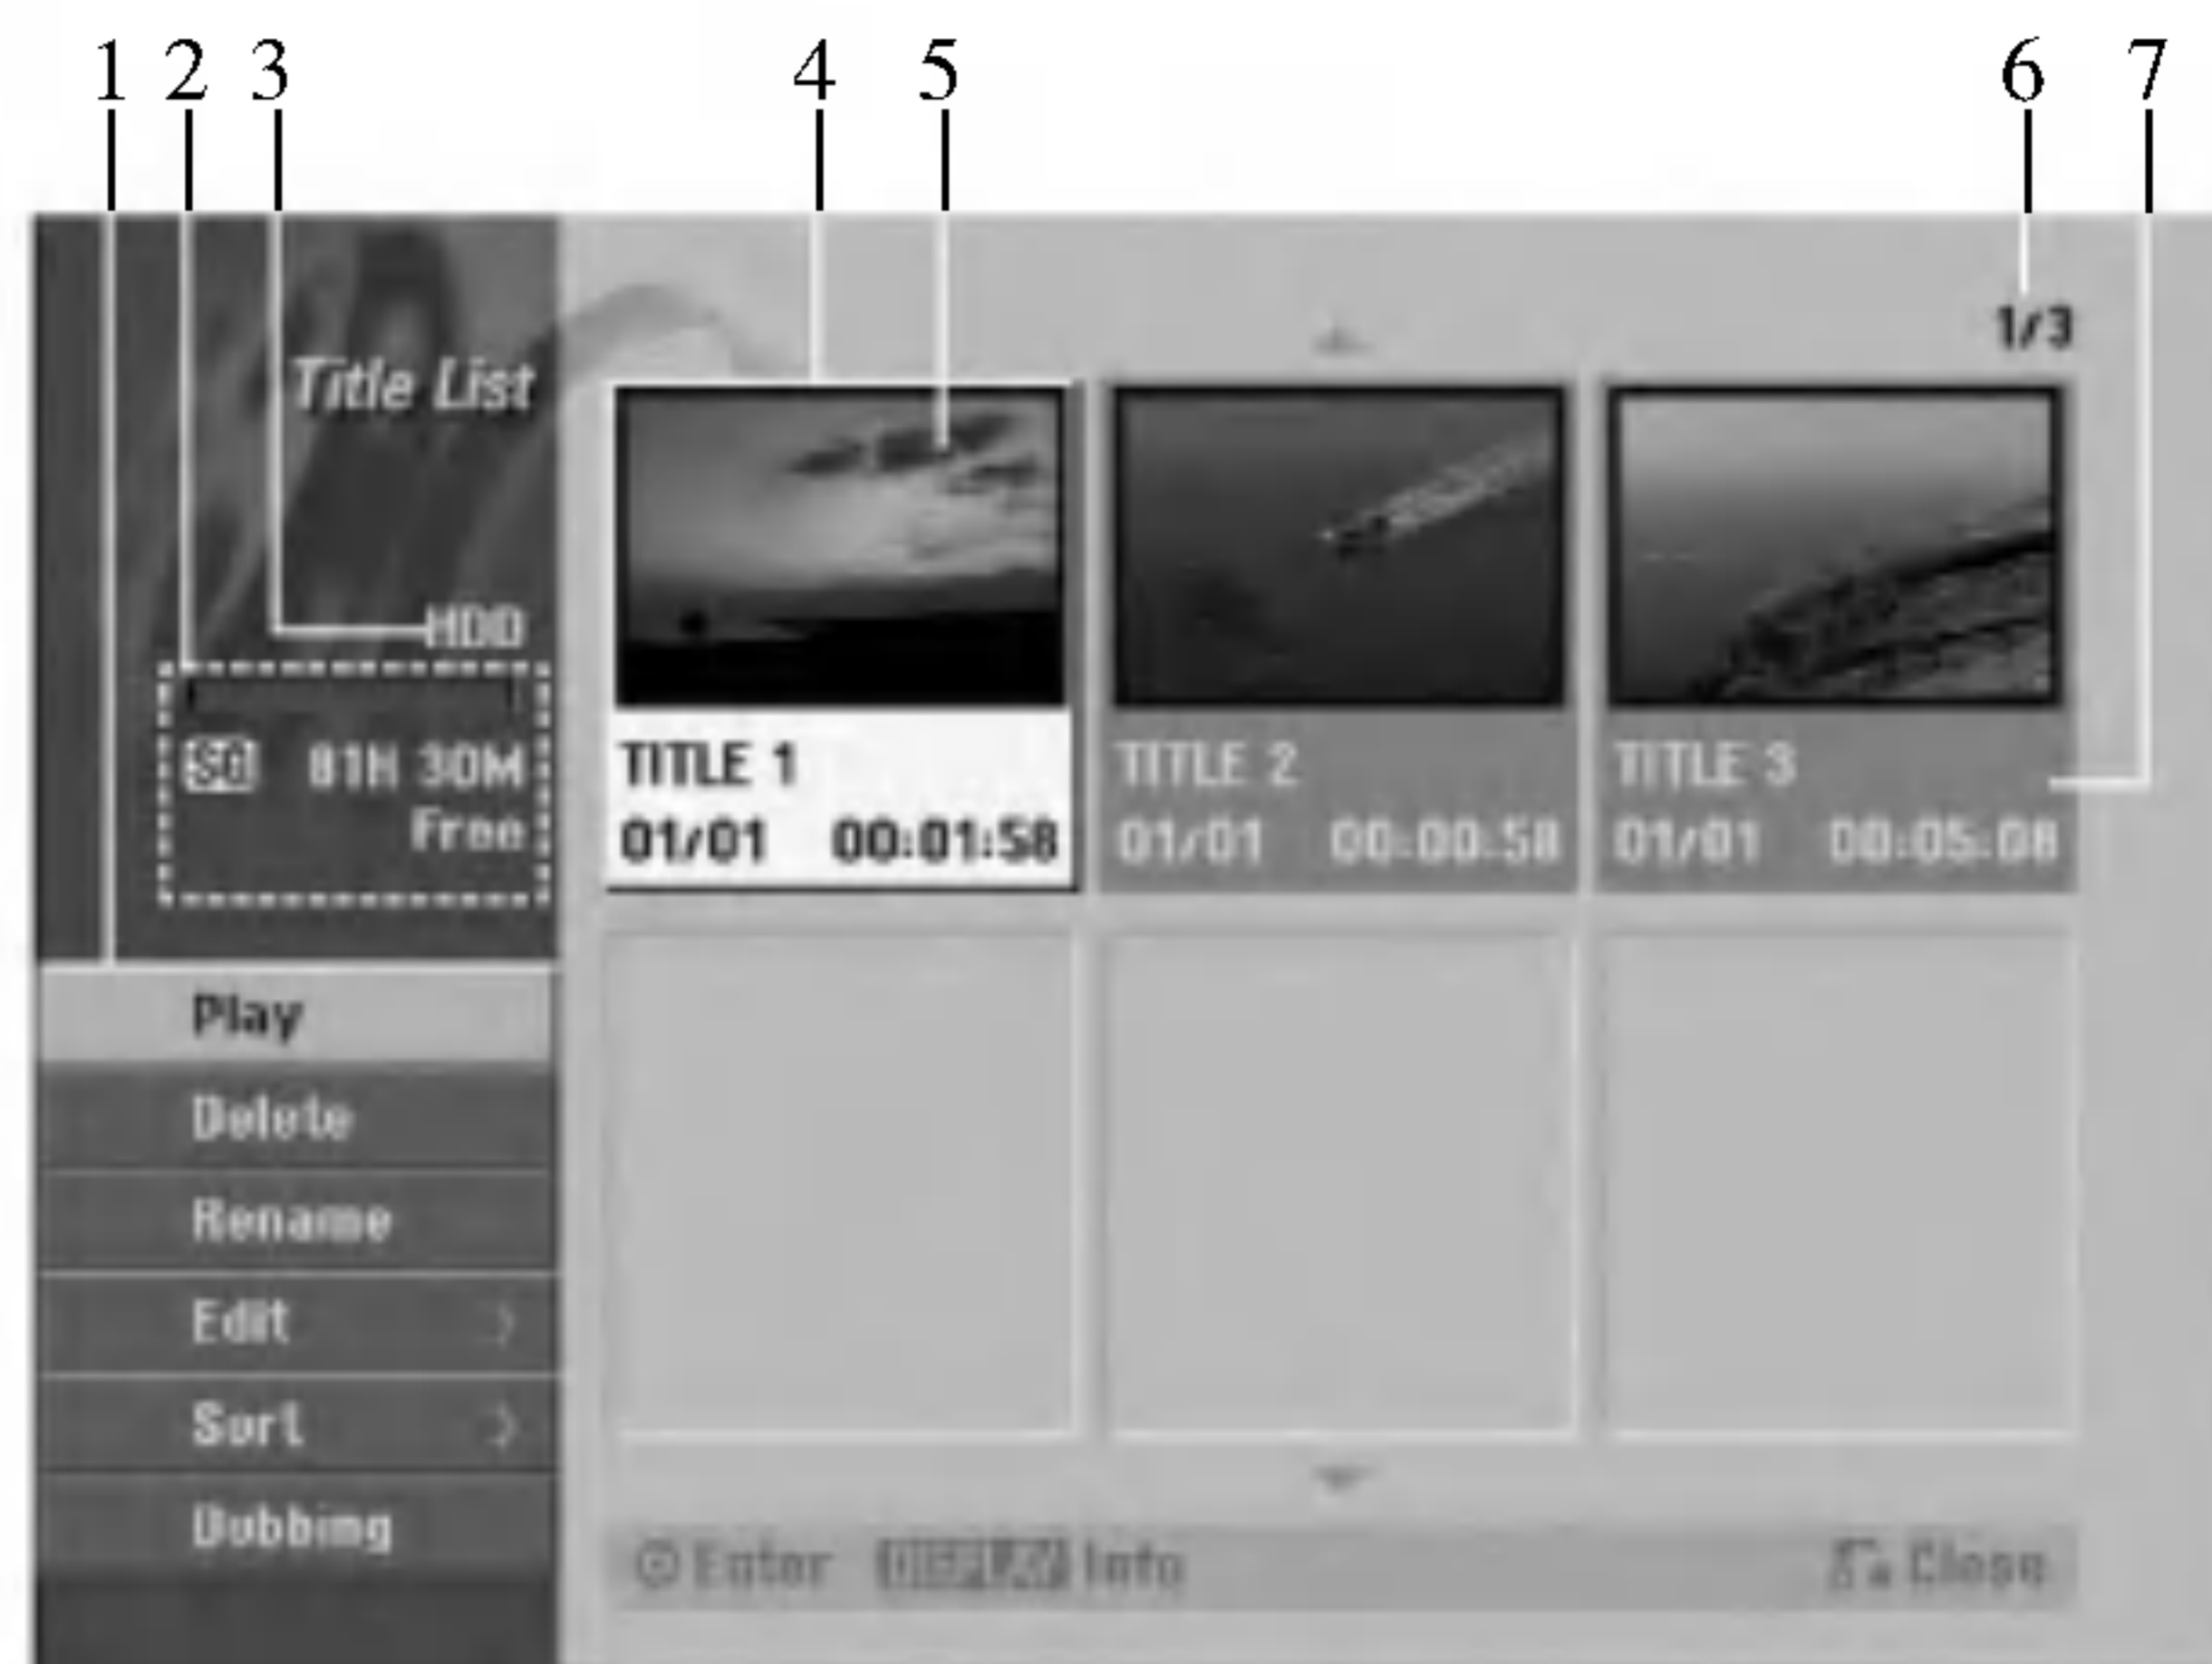 1 2 3 4 5 6 7
1/3
Title List
HDD
SQ 81H 30M
Free
TITLE 1
01/01 00:01:58
TITLE 2
01/01 00:00:58
TITLE 3
01/01 00:05:08
Play
Delete
Rename
Edit
Sort
Dubbing
Enter DISPLAY Info
Close